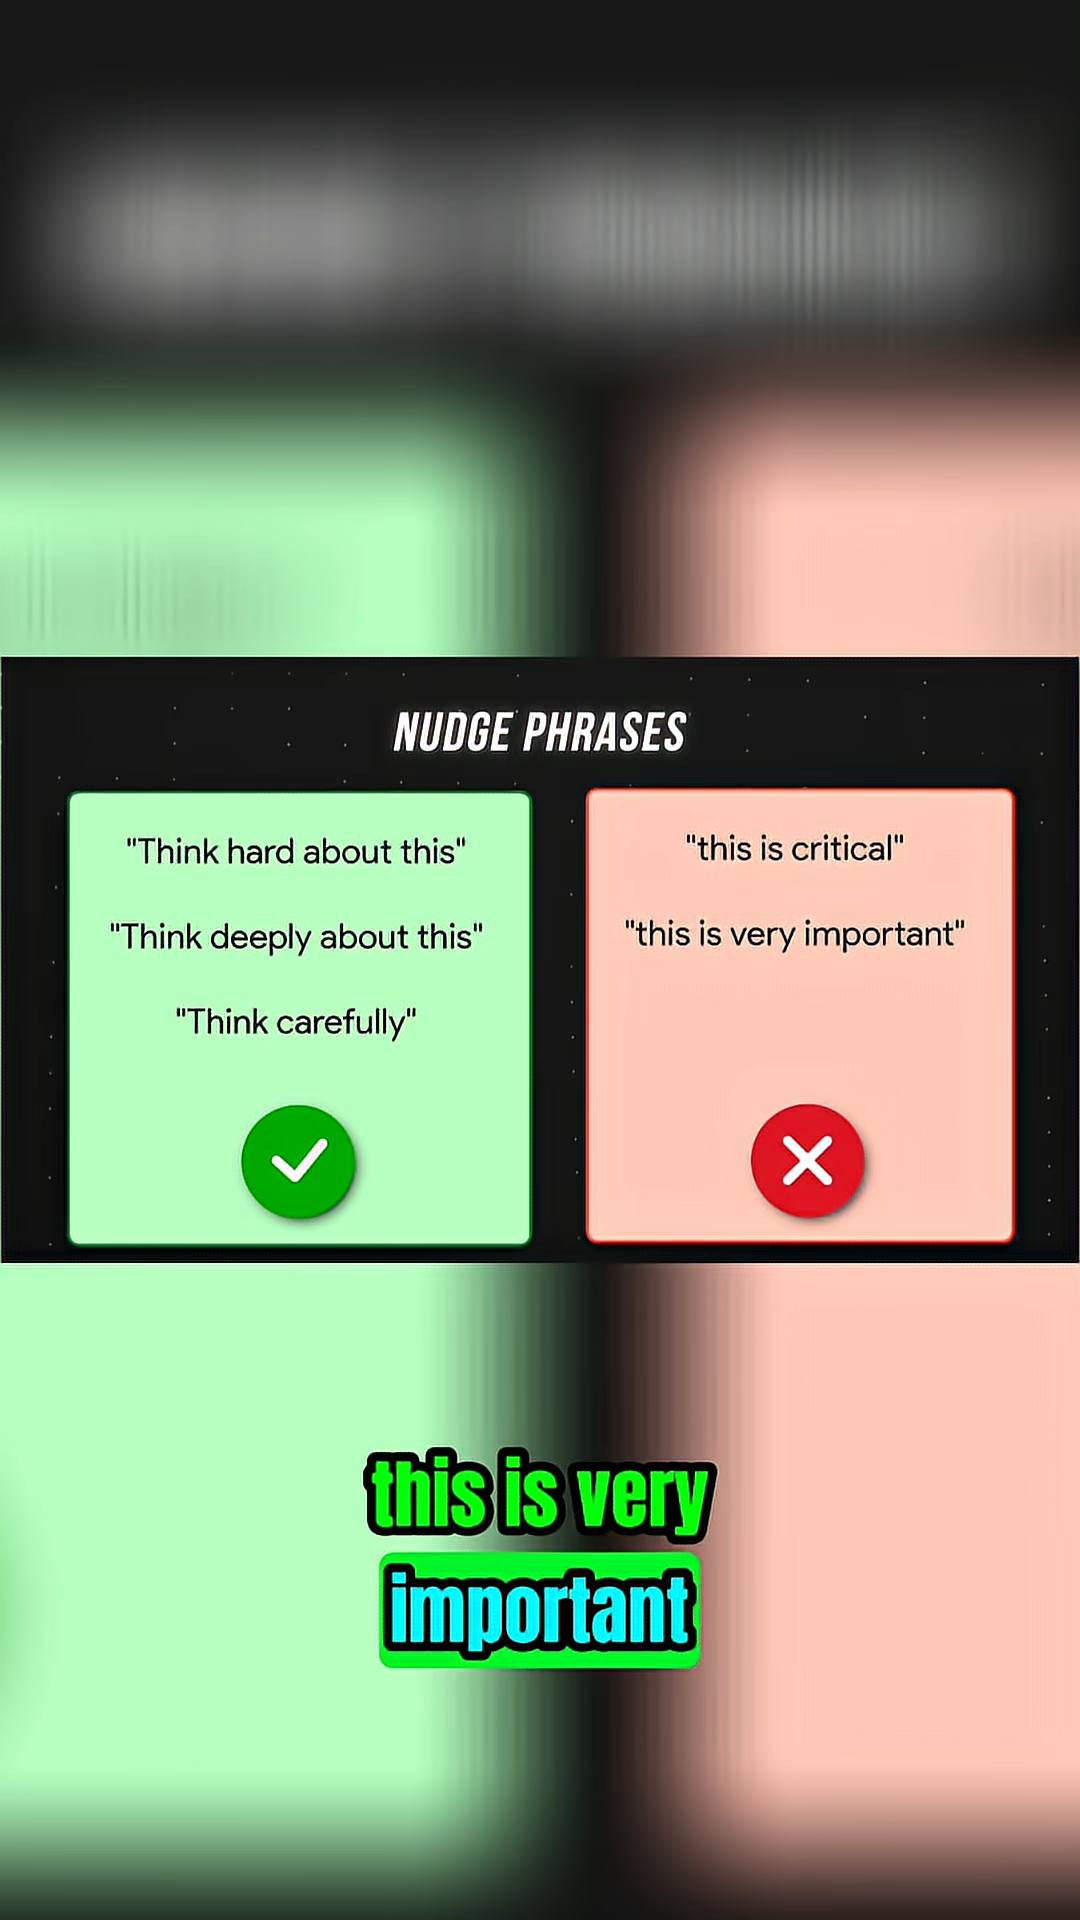 NUDGE PHRASES
"Think hard about this"
"Think deeply about this"
"Think carefully"
"this is critical"
"this is very important"
this is very
important